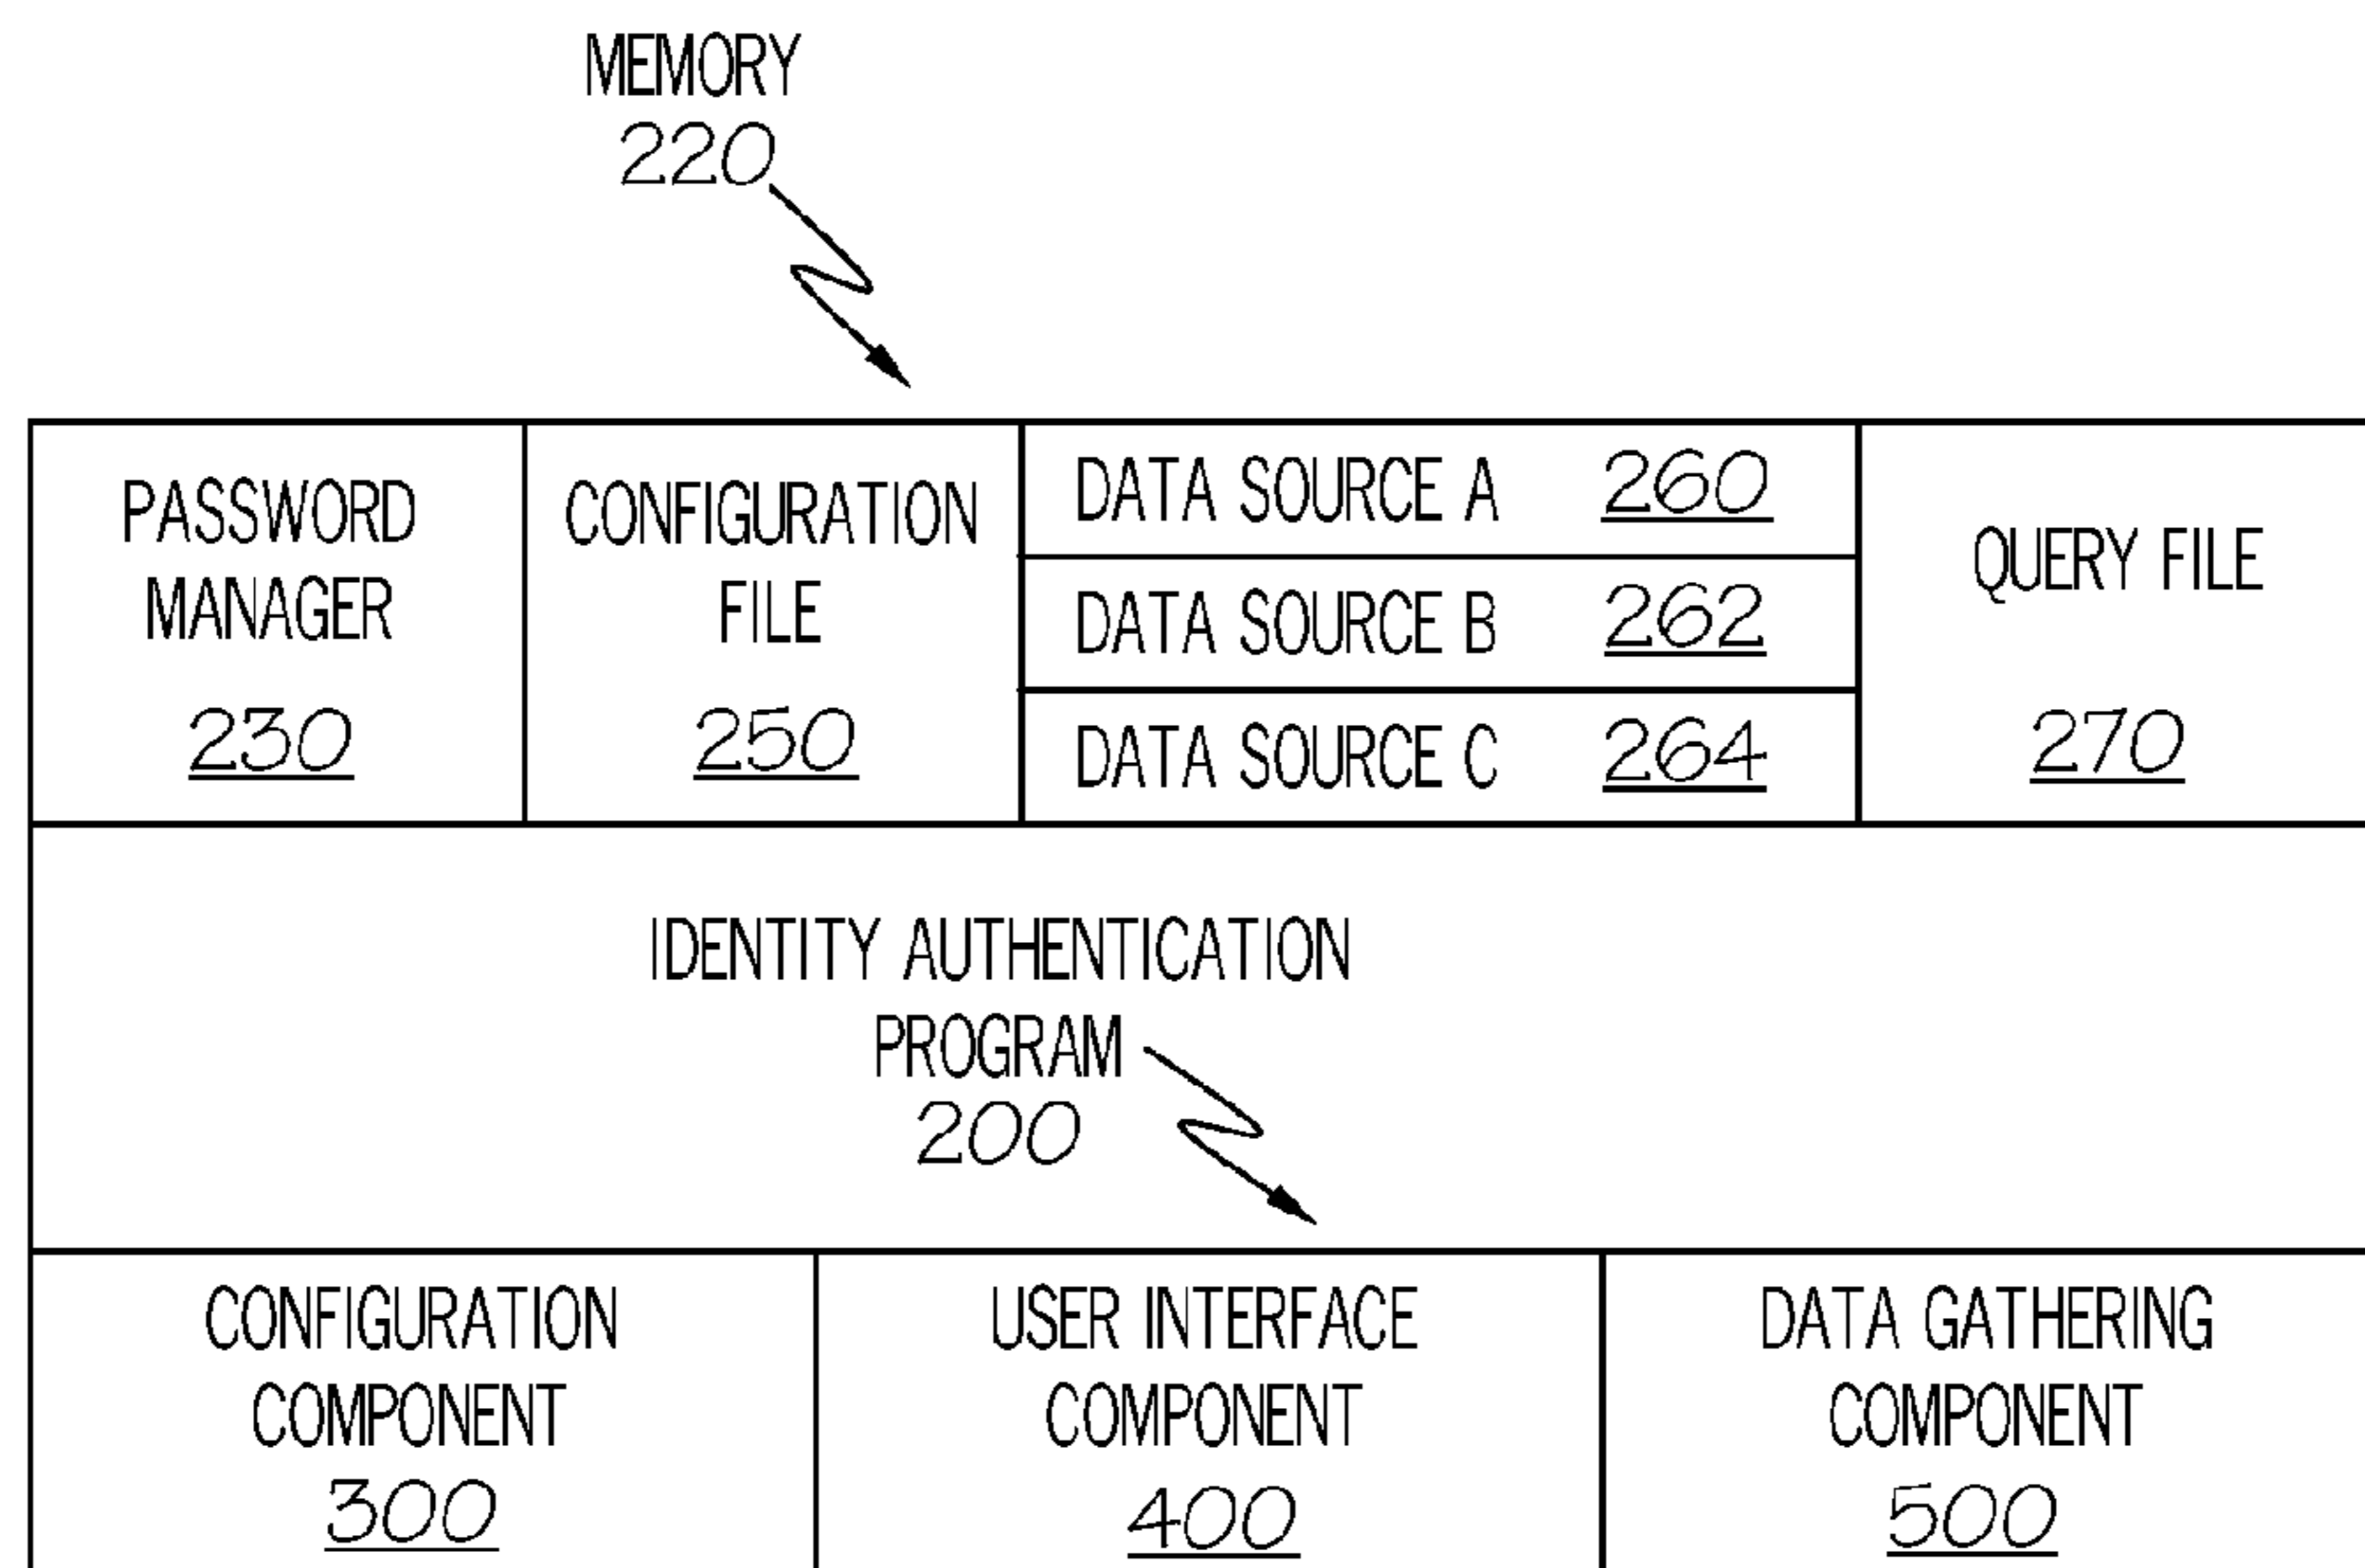 MEMORY
220
PASSWORD
MANAGER
230
CONFIGURATION
FILE
250
DATA SOURCE A 260
DATA SOURCE B 262
DATA SOURCE C 264
QUERY FILE
270
IDENTITY AUTHENTICATION
PROGRAM
200
CONFIGURATION
COMPONENT
300
USER INTERFACE
COMPONENT
400
DATA GATHERING
COMPONENT
500